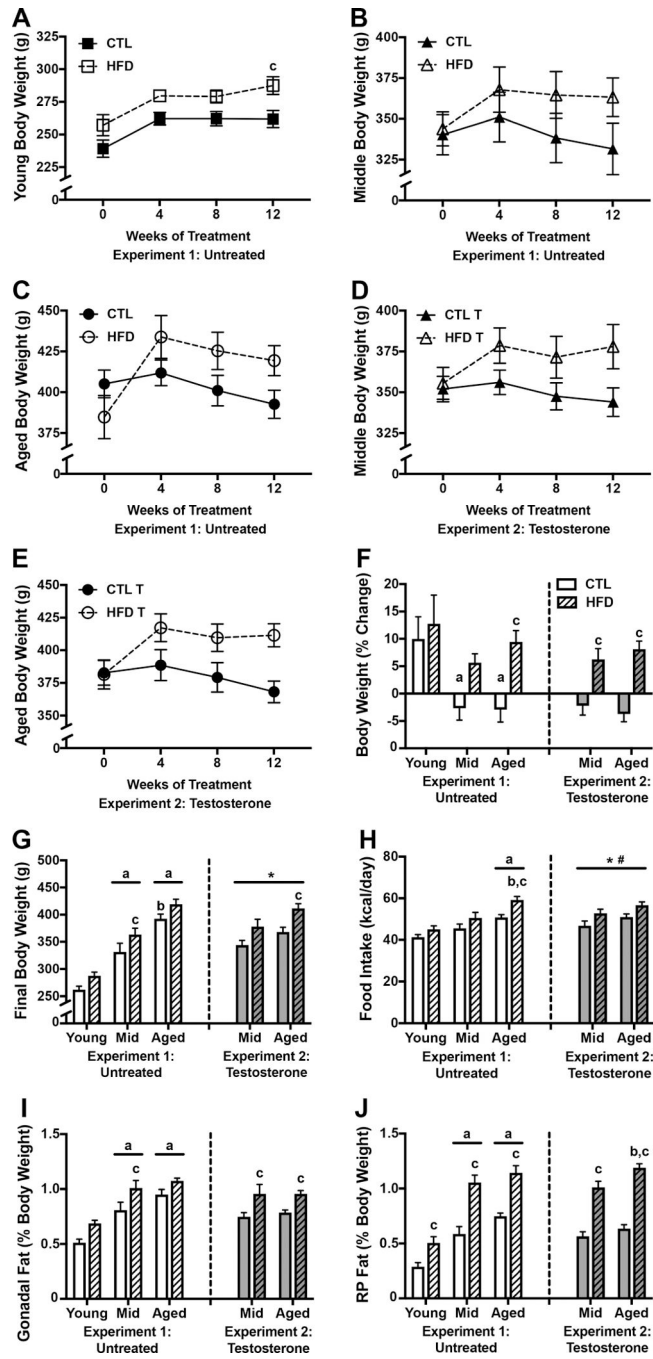 A
CTL
HFD
c
Young Body Weight (g)
300
275
250
225
0
0 4 8 12
Weeks of Treatment
Experiment 1: Untreated
B
CTL
HFD
Middle Body Weight (g)
400
375
350
325
0
0 4 8 12
Weeks of Treatment
Experiment 1: Untreated
C
CTL
HFD
Aged Body Weight (g)
450
425
400
375
0
0 4 8 12
Weeks of Treatment
Experiment 1: Untreated
D
CTL T
HFD T
Middle Body Weight (g)
400
375
350
325
0
0 4 8 12
Weeks of Treatment
Experiment 2: Testosterone
E
CTL T
HFD T
Aged Body Weight (g)
450
425
400
375
350
0
0 4 8 12
Weeks of Treatment
Experiment 2: Testosterone
F
CTL
HFD
Body Weight (% Change)
20
15
10
5
0
-5
a a c c c
Young Mid Aged Mid Aged
Experiment 1: Experiment 2:
Untreated Testosterone
G
Final Body Weight (g)
500
450
400
350
300
250
0
a a *
c b c
Young Mid Aged Mid Aged
Experiment 1: Experiment 2:
Untreated Testosterone
H
Food Intake (kcal/day)
100
80
60
40
20
0
a * #
b,c
Young Mid Aged Mid Aged
Experiment 1: Experiment 2:
Untreated Testosterone
I
Gonadal Fat (% Body Weight)
1.5
1.0
0.5
0.0
a a
c c c
Young Mid Aged Mid Aged
Experiment 1: Experiment 2:
Untreated Testosterone
J
RP Fat (% Body Weight)
1.5
1.0
0.5
0.0
a a b,c
c c c c
Young Mid Aged Mid Aged
Experiment 1: Experiment 2:
Untreated Testosterone